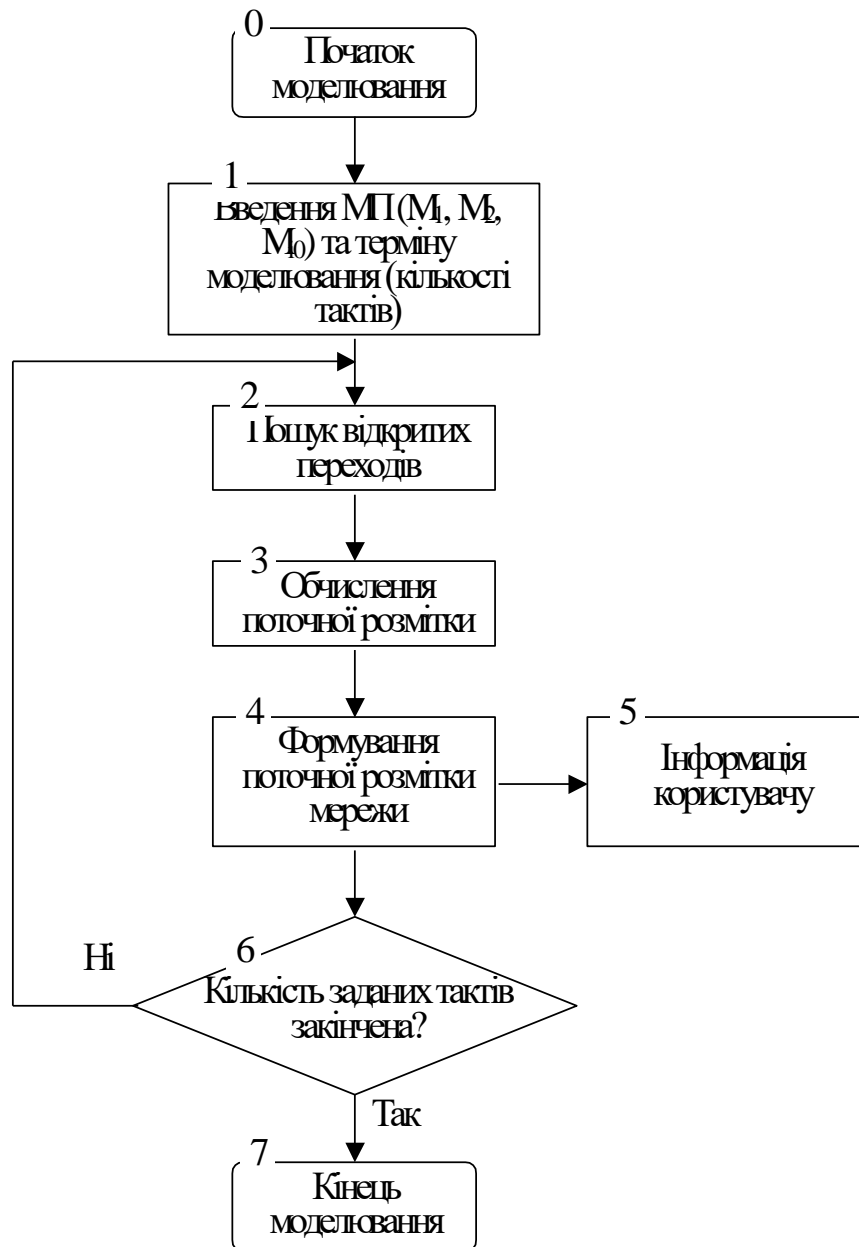 0
Початок
моделювання
1
Введення МП (M1, M2,
M0) та терміну
моделювання (кількості
тактів)
2
Пошук відкритих
переходів
3
Обчислення
поточної розмітки
4
Формування
поточної розмітки
мережи
5
Інформація
користувачу
6
Ні
Кількість заданих тактів
закінчена?
Так
7
Кінець
моделювання